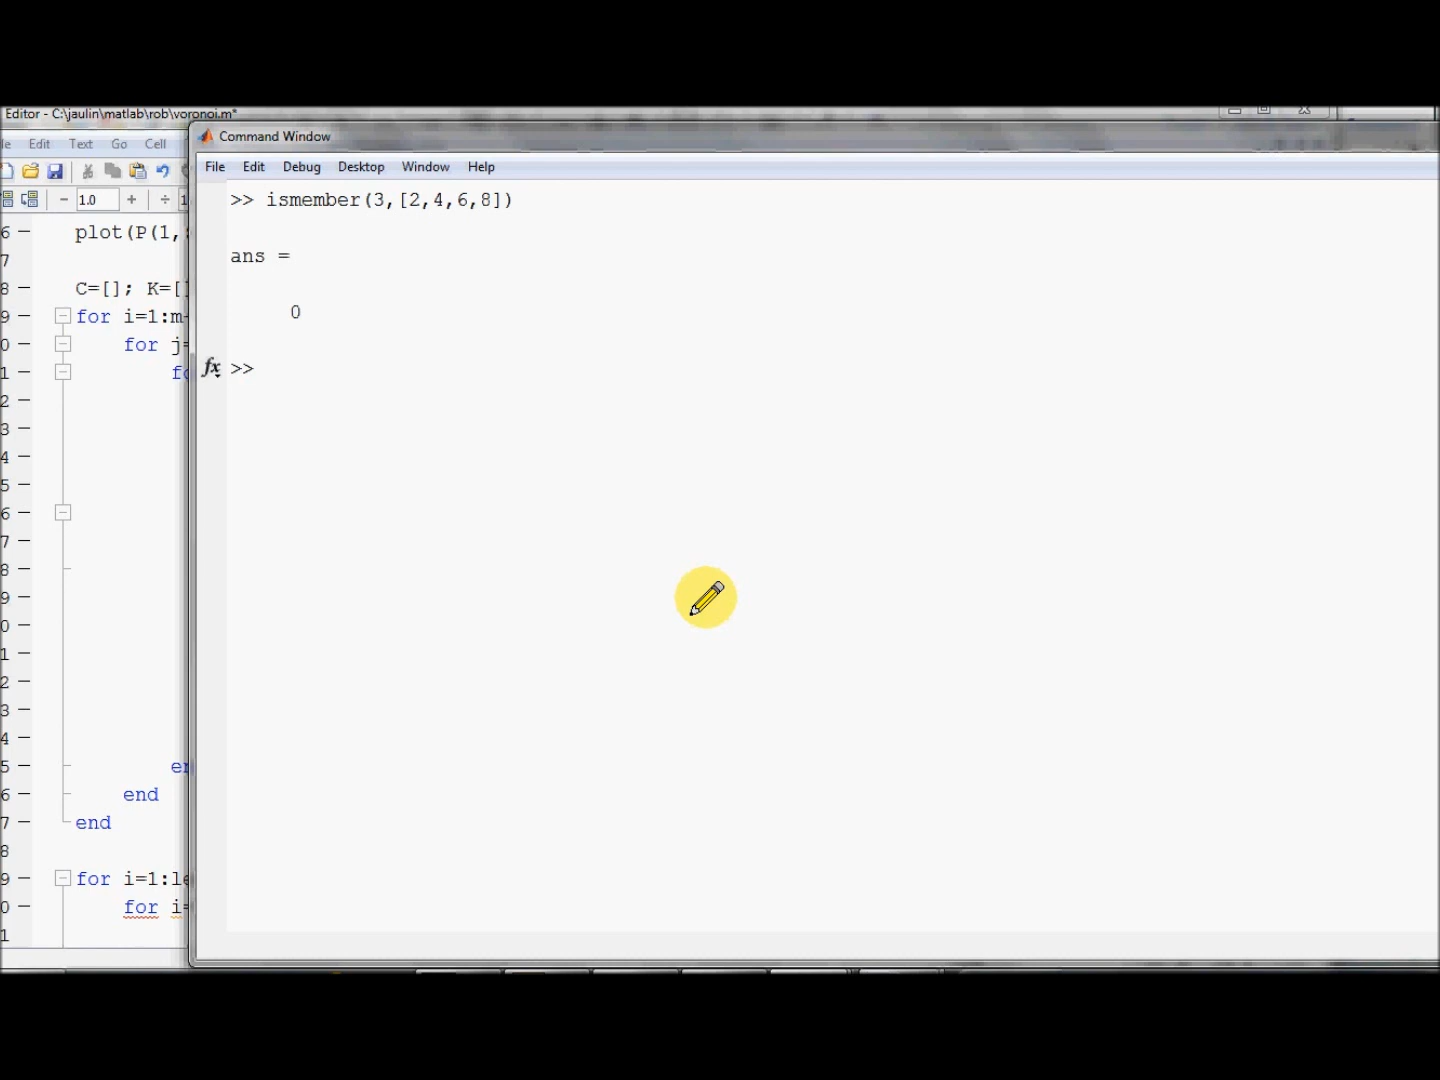 Editor - C:\jaulin\matlab\rob\voronoi.m*
Edit Text Go Cell
1.0
plot(P(1,
C=[]; K=[]
for i=1:m
for j=
fo
end
end
for i=1:le
for i=
Command Window
File Edit Debug Desktop Window Help
>> ismember(3,[2,4,6,8])
ans =
0
fx >>